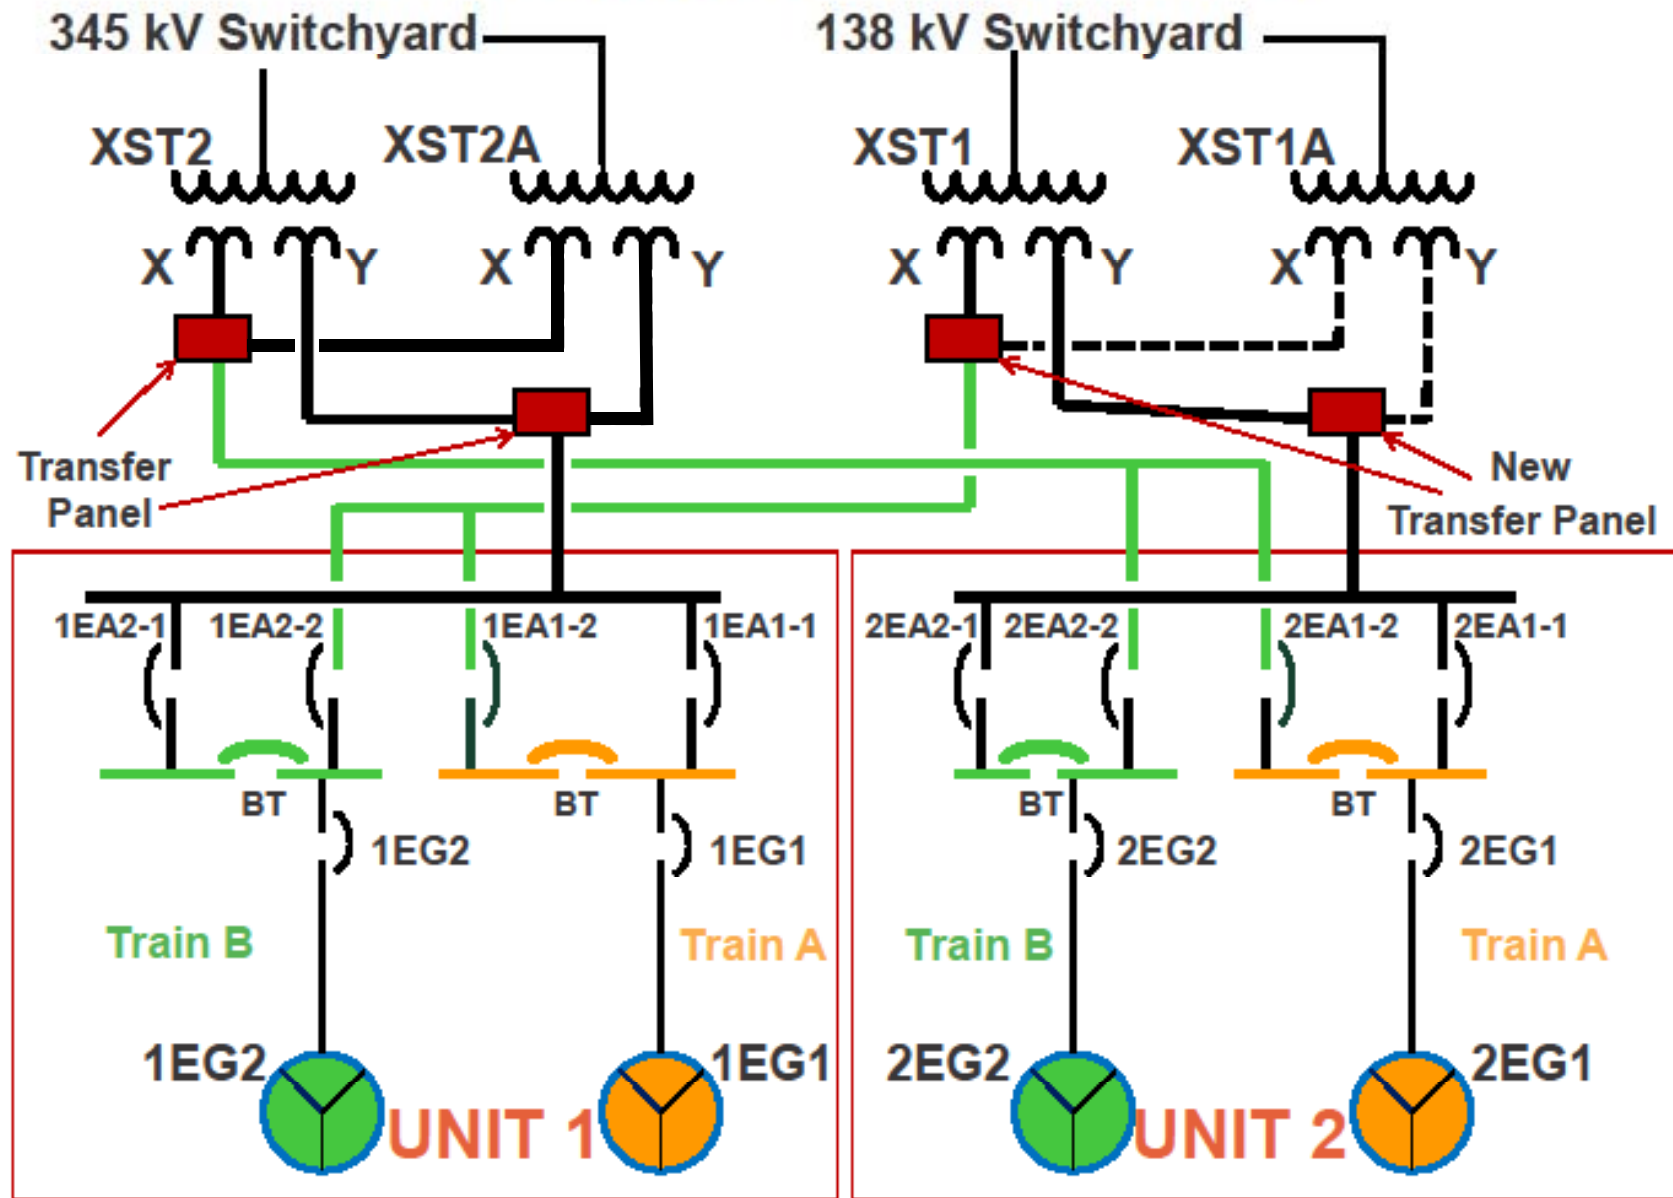 345 kV Switchyard
138 kV Switchyard
XST2
XST2A
XST1
XST1A
X
Y
X
Y
X
Y
X
Y
Transfer
Panel
New
Transfer Panel
1EA2-1
1EA2-2
1EA1-2
1EA1-1
2EA2-1
2EA2-2
2EA1-2
2EA1-1
BT
BT
BT
BT
1EG2
1EG1
2EG2
2EG1
Train B
Train A
Train B
Train A
1EG2
1EG1
2EG2
2EG1
UNIT 1
UNIT 2